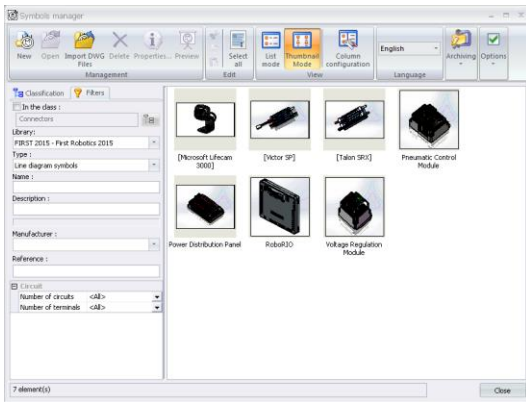 Symbols manager
New
Open
Import DWG
Files
Delete
Properties...
Preview
Select
all
List
mode
Thumbnail
Mode
Column
configuration
English
Archiving
Options
Management
Edit
View
Language
Classification
Filters
In the class :
Connectors
Library:
FIRST 2015 - First Robotics 2015
Type :
Line diagram symbols
Name :
Description :
Manufacturer :
Reference :
Circuit
Number of circuits <All>
Number of terminals <All>
[Microsoft Lifecam
3000]
[Victor SP]
[Talon SRX]
Pneumatic Control
Module
Power Distribution Panel
RoboRIO
Voltage Regulation
Module
7 element(s)
Close